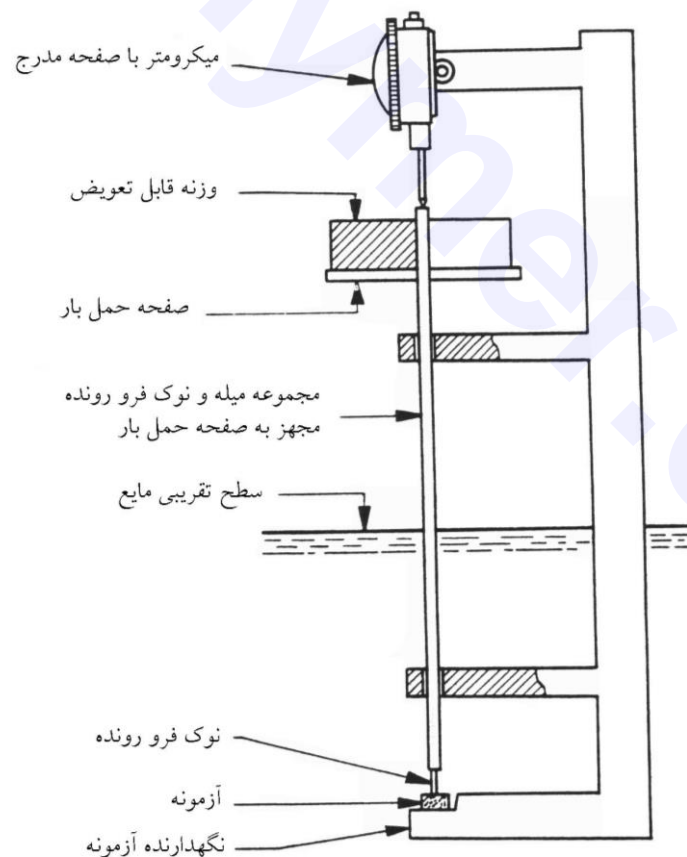 میکرومتر با صفحه مدرج
وزنه قابل تعویض
صفحه حمل بار
مجموعه میله و نوک فرو رونده
مجهز به صفحه حمل بار
سطح تقریبی مایع
نوک فرو رونده
آزمونه
نگهدارنده آزمونه
ymer.